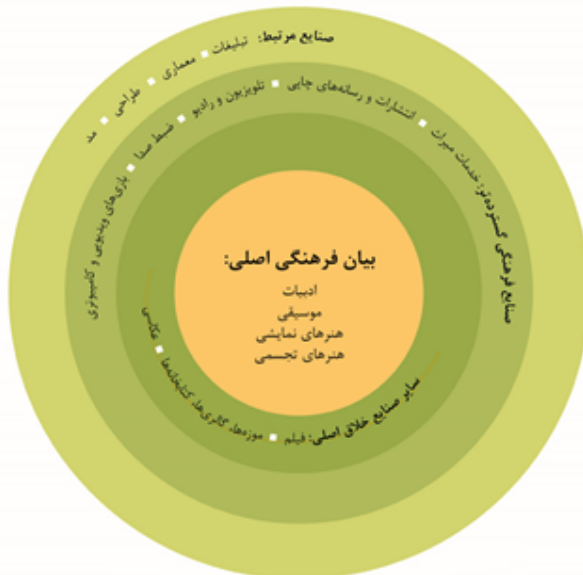 صنایع مرتبط: تبلیغات ▪ معماری ▪ طراحی ▪ مد
صنایع فرهنگی گسترده‌تر: خدمات میراث ▪ انتشارات و رسانه‌های چاپی ▪ تلویزیون و رادیو ▪ ضبط صدا ▪ بازی‌های ویدیویی و کامپیوتری
بیان فرهنگی اصلی:
ادبیات
موسیقی
هنرهای نمایشی
هنرهای تجسمی
سایر صنایع خلاق اصلی: فیلم ▪ موزه‌ها، گالری‌ها، کتابخانه‌ها ▪ عکاسی